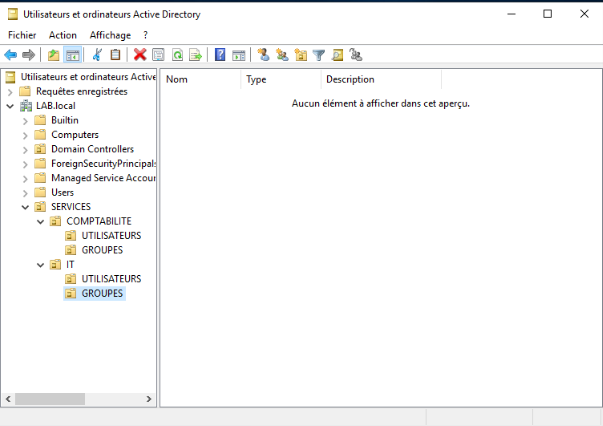 Utilisateurs et ordinateurs Active Directory
Fichier Action Affichage ?
Utilisateurs et ordinateurs Active
Requêtes enregistrées
LAB.local
Builtin
Computers
Domain Controllers
ForeignSecurityPrincipals
Managed Service Accour
Users
SERVICES
COMPTABILITE
UTILISATEURS
GROUPES
IT
UTILISATEURS
GROUPES
Nom Type Description
Aucun élément à afficher dans cet aperçu.